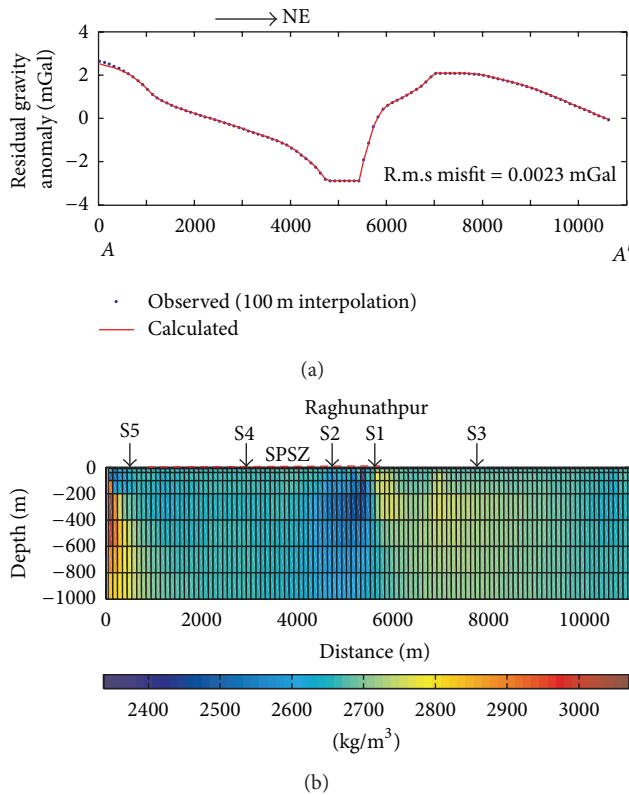 NE
Residual gravity
anomaly (mGal)
4
2
0
−2
−4
R.m.s misfit = 0.0023 mGal
0 2000 4000 6000 8000 10000
A A′
Observed (100 m interpolation)
Calculated
(a)
Raghunathpur
S5 S4 S2 S1 S3
SPSZ
Depth (m)
0
−200
−400
−600
−800
−1000
0 2000 4000 6000 8000 10000
Distance (m)
2400 2500 2600 2700 2800 2900 3000
(kg/m³)
(b)